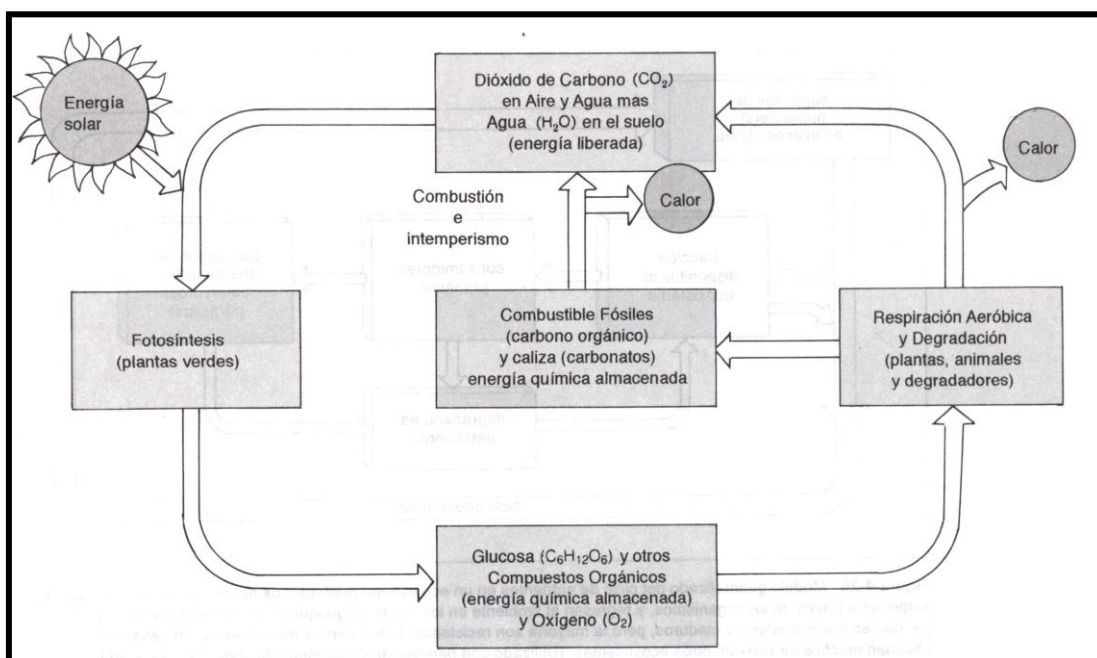 Energía
solar
Dióxido de Carbono (CO₂)
en Aire y Agua más
Agua (H₂O) en el suelo
(energía liberada)
Calor
Combustión
e
intemperismo
Calor
Fotosíntesis
(plantas verdes)
Combustible Fósiles
(carbono orgánico)
y caliza (carbonatos)
energía química almacenada
Respiración Aeróbica
y Degradación
(plantas, animales
y degradadores)
Glucosa (C₆H₁₂O₆) y otros
Compuestos Orgánicos
(energía química almacenada)
y Oxígeno (O₂)